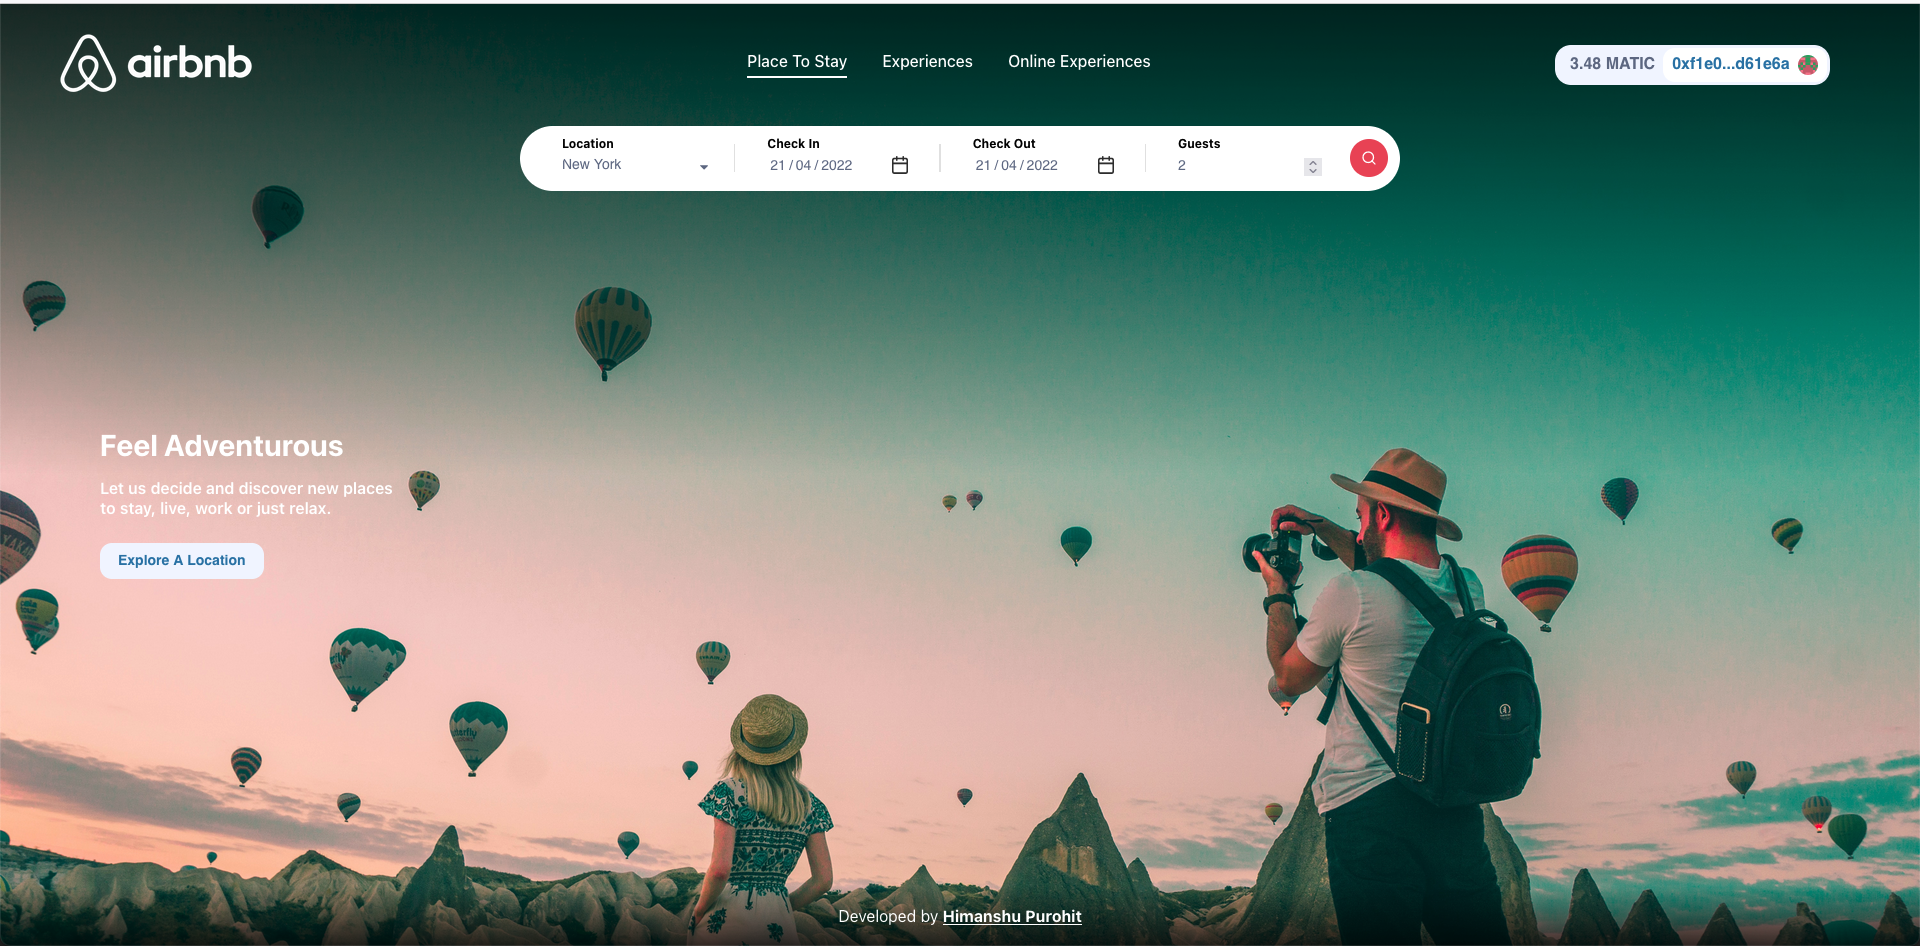 airbnb
Place To Stay
Experiences
Online Experiences
3.48 MATIC
0xf1e0...d61e6a
Location
New York
Check In
21/04/2022
Check Out
21/04/2022
Guests
2
Feel Adventurous
Let us decide and discover new places
to stay, live, work or just relax.
Explore A Location
Developed by Himanshu Purohit